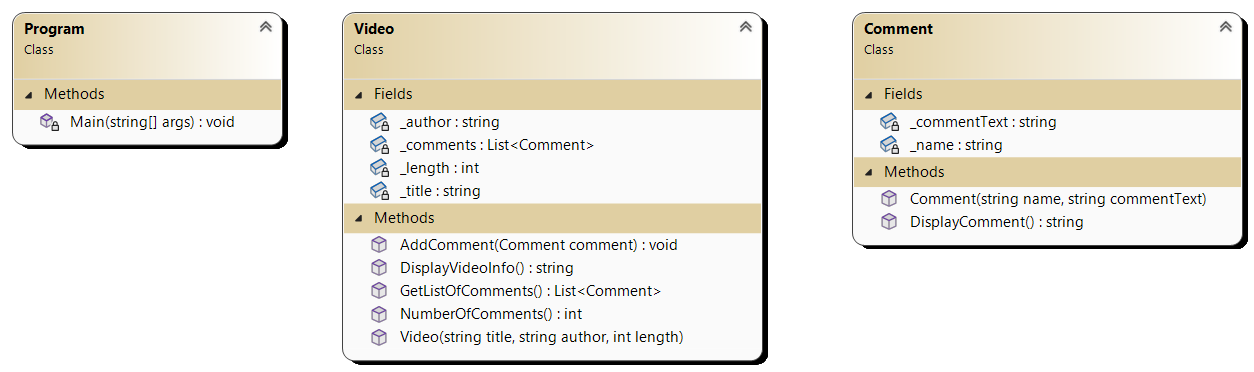 Program
Class
Methods
Main(string[] args) : void
Video
Class
Fields
_author : string
_comments : List<Comment>
_length : int
_title : string
Methods
AddComment(Comment comment) : void
DisplayVideoInfo() : string
GetListOfComments() : List<Comment>
NumberOfComments() : int
Video(string title, string author, int length)
Comment
Class
Fields
_commentText : string
_name : string
Methods
Comment(string name, string commentText)
DisplayComment() : string